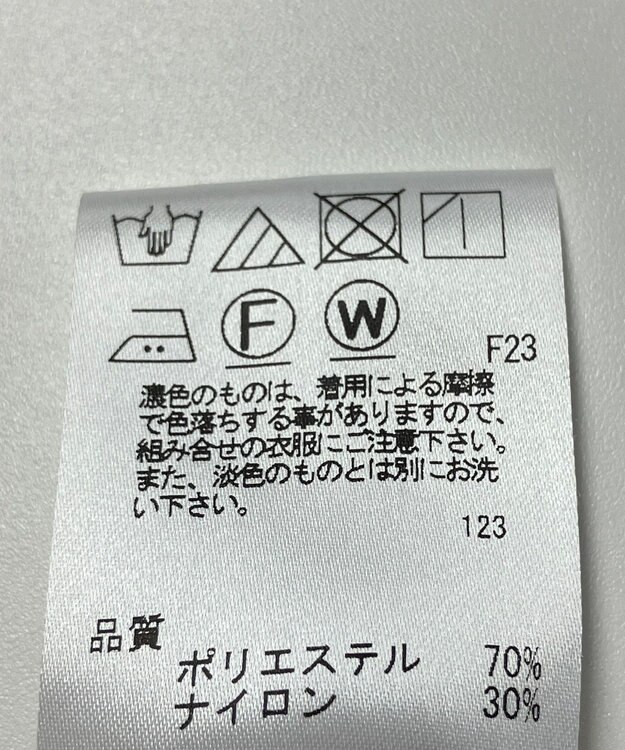 F W F23
濃色のものは、着用による摩擦
で色落ちする事がありますので、
組み合せの衣服にご注意下さい。
また、淡色のものとは別にお洗
い下さい。
123
品質
ポリエステル 70%
ナイロン 30%